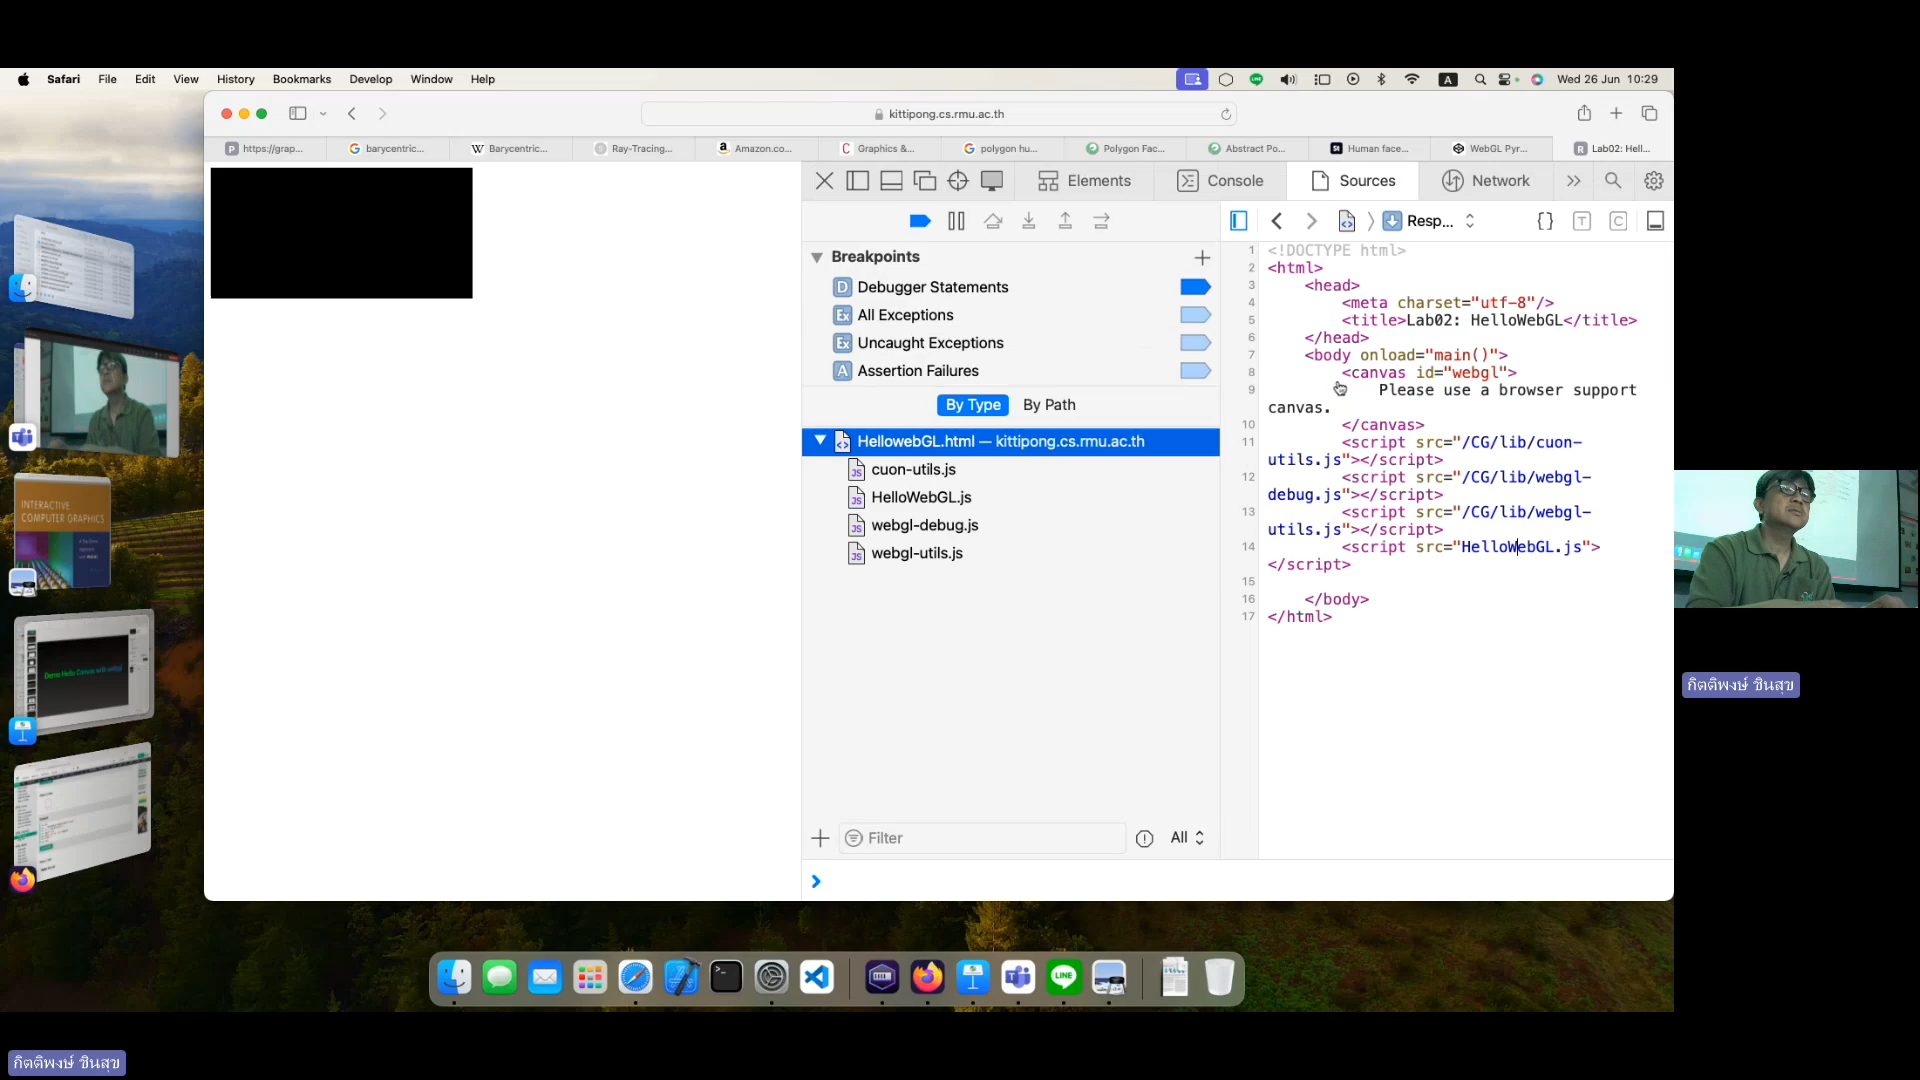 Safari File Edit View History Bookmarks Develop Window Help
A
Wed 26 Jun 10:29
kittipong.cs.rmu.ac.th
https://grap...
barycentric...
Barycentric...
Ray-Tracing...
Amazon.co...
Graphics &...
polygon hu...
Polygon Fac...
Abstract Po...
Human face...
WebGL Pyr...
Lab02: Hell...
Elements
Console
Sources
Network
Resp...
Breakpoints
Debugger Statements
All Exceptions
Uncaught Exceptions
Assertion Failures
By Type By Path
HellowebGL.html — kittipong.cs.rmu.ac.th
cuon-utils.js
HelloWebGL.js
webgl-debug.js
webgl-utils.js
Filter
All
1 <!DOCTYPE html>
2 <html>
3 <head>
4 <meta charset="utf-8"/>
5 <title>Lab02: HelloWebGL</title>
6 </head>
7 <body onload="main()">
8 <canvas id="webgl">
9 Please use a browser support
canvas.
10 </canvas>
11 <script src="/CG/lib/cuon-
utils.js"></script>
12 <script src="/CG/lib/webgl-
debug.js"></script>
13 <script src="/CG/lib/webgl-
utils.js"></script>
14 <script src="HelloWebGL.js">
</script>
15
16 </body>
17 </html>
INTERACTIVE
COMPUTER GRAPHICS
Demo Hello Canvas with webgl
LINE
กิตติพงษ์ ชินสุข
กิตติพงษ์ ชินสุข